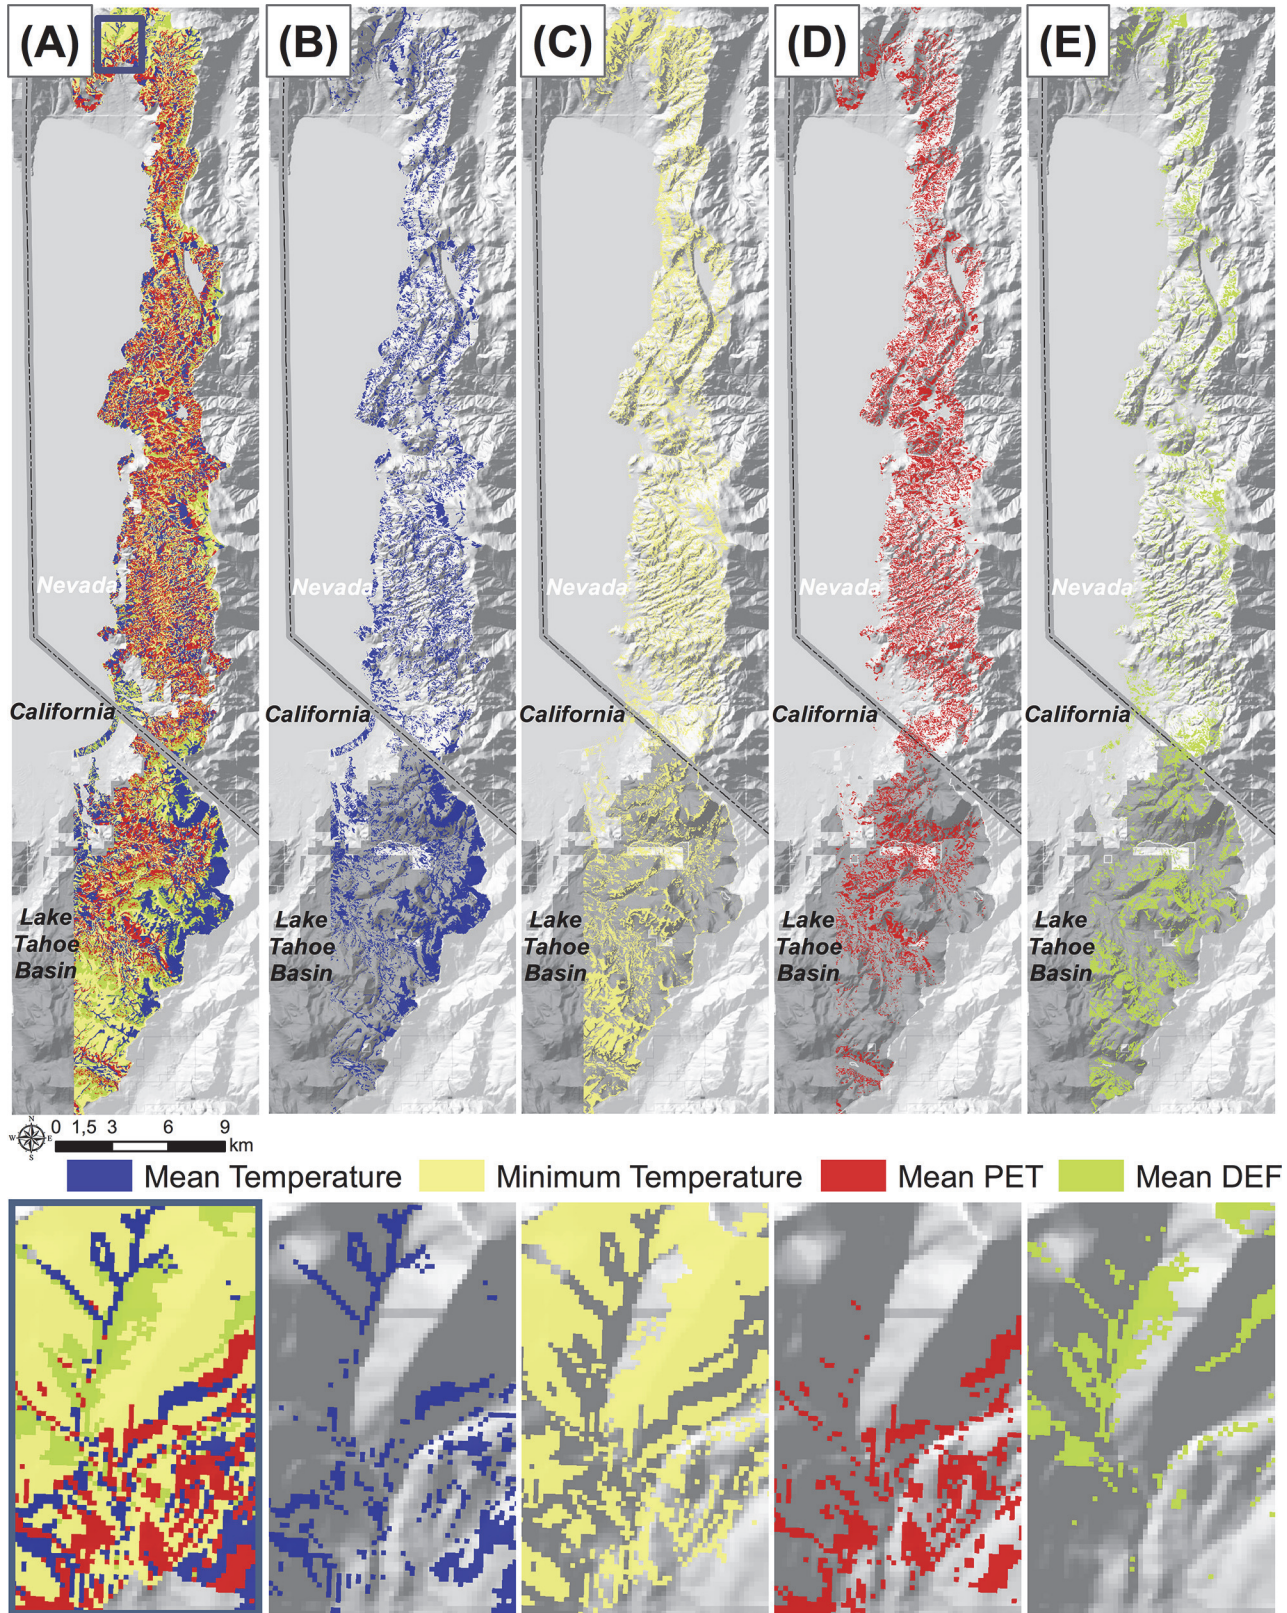 (A) (B) (C) (D) (E)
Nevada Nevada Nevada Nevada Nevada
California California California California California
Lake Lake Lake Lake Lake
Tahoe Tahoe Tahoe Tahoe Tahoe
Basin Basin Basin Basin Basin
N
W E
S
0 1,5 3 6 9
km
Mean Temperature Minimum Temperature Mean PET Mean DEF